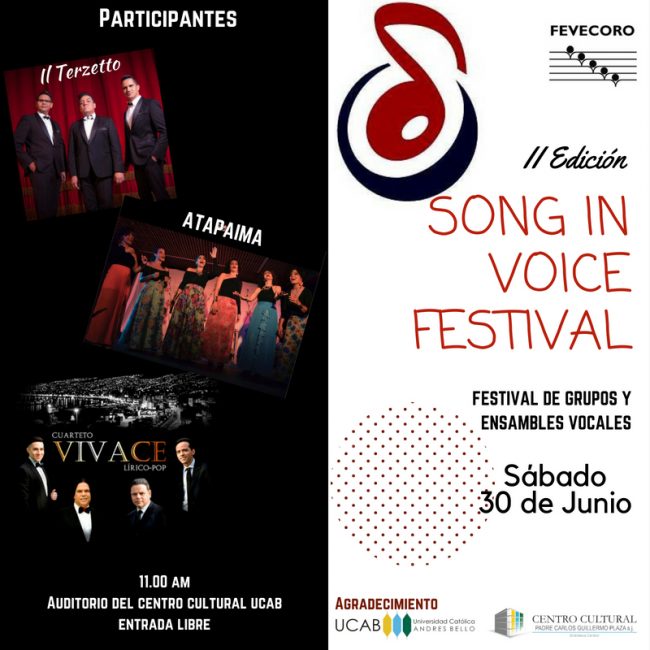 PARTICIPANTES
Il Terzetto
ATAPAIMA
CUARTETO
VIVACE
LÍRICO-POP
11.00 AM
AUDITORIO DEL CENTRO CULTURAL UCAB
ENTRADA LIBRE
FEVECORO
II Edición
SONG IN
VOICE
FESTIVAL
FESTIVAL DE GRUPOS Y
ENSAMBLES VOCALES
Sábado
30 de Junio
AGRADECIMIENTO
UCAB Universidad Católica
ANDRES BELLO
CENTRO CULTURAL
PADRE CARLOS GUILLERMO PLAZA s.j.